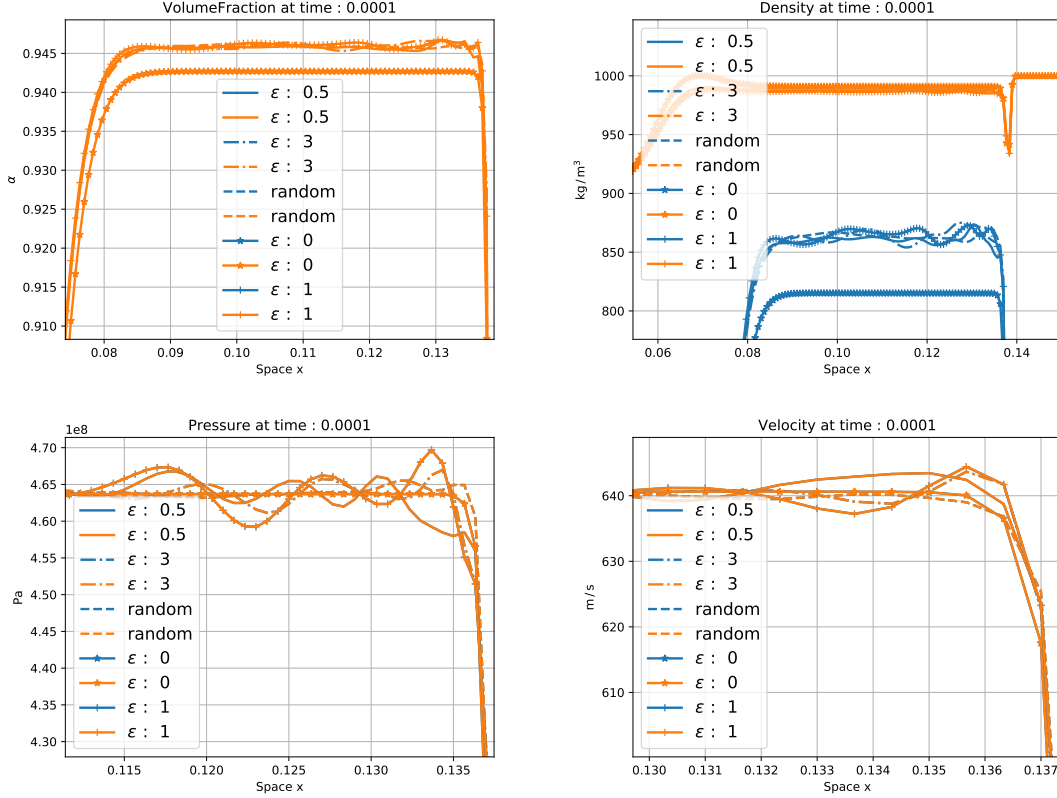 VolumeFraction at time : 0.0001
0.945
0.940
0.935
0.930
0.925
0.920
0.915
0.910
α
ε : 0.5
ε : 0.5
ε : 3
ε : 3
random
random
ε : 0
ε : 0
ε : 1
ε : 1
0.08 0.09 0.10 0.11 0.12 0.13
Space x
Density at time : 0.0001
1000
950
900
850
800
kg / m³
ε : 0.5
ε : 0.5
ε : 3
ε : 3
random
random
ε : 0
ε : 0
ε : 1
ε : 1
0.06 0.08 0.10 0.12 0.14
Space x
Pressure at time : 0.0001
1e8
4.70
4.65
4.60
4.55
4.50
4.45
4.40
4.35
4.30
Pa
ε : 0.5
ε : 0.5
ε : 3
ε : 3
random
random
ε : 0
ε : 0
ε : 1
ε : 1
0.115 0.120 0.125 0.130 0.135
Space x
Velocity at time : 0.0001
640
630
620
610
m / s
ε : 0.5
ε : 0.5
ε : 3
ε : 3
random
random
ε : 0
ε : 0
ε : 1
ε : 1
0.130 0.131 0.132 0.133 0.134 0.135 0.136 0.137
Space x